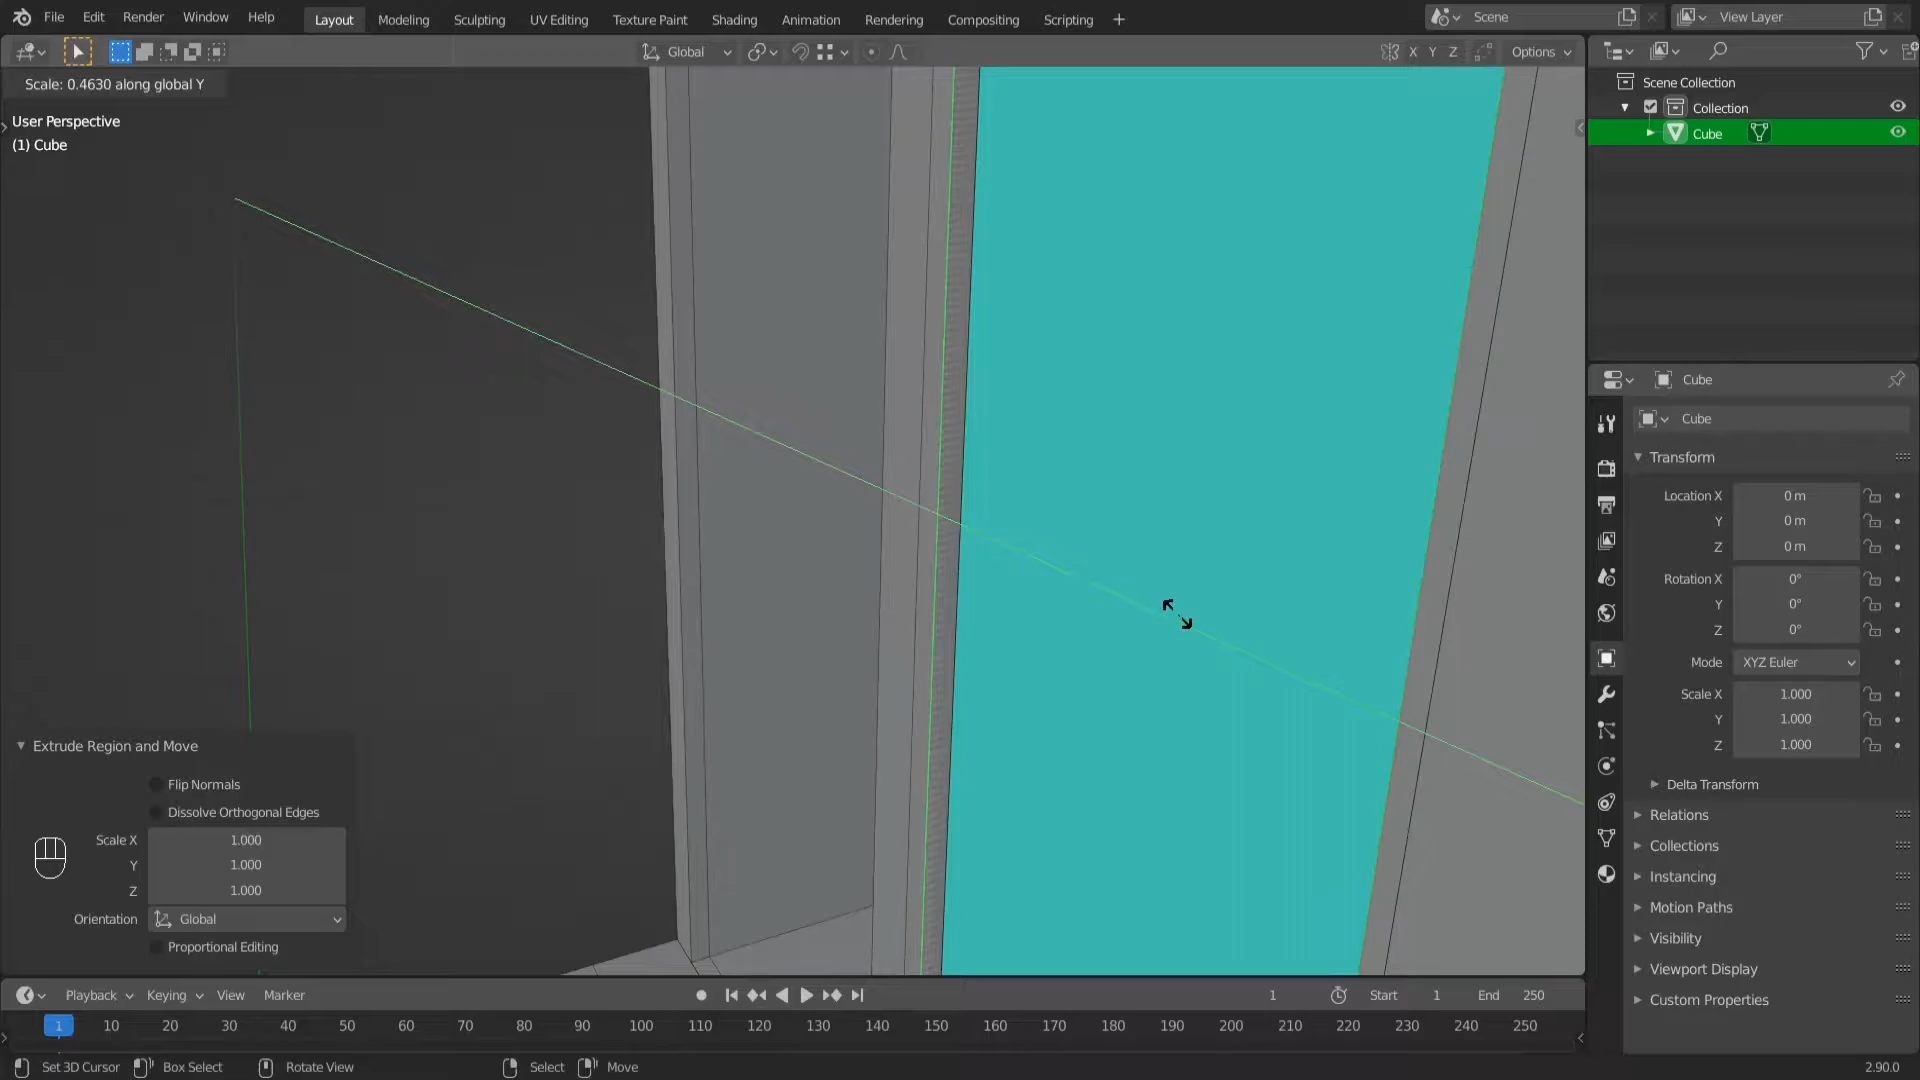 File Edit Render Window Help Layout Modeling Sculpting UV Editing Texture Paint Shading Animation Rendering Compositing Scripting + Scene View Layer
Global X Y Z Options
Scale: 0.4630 along global Y
User Perspective
(1) Cube
Scene Collection
Collection
Cube
Cube
Cube
Transform
Location X 0 m
Y 0 m
Z 0 m
Rotation X 0°
Y 0°
Z 0°
Mode XYZ Euler
Scale X 1.000
Y 1.000
Z 1.000
Delta Transform
Relations
Collections
Instancing
Motion Paths
Visibility
Viewport Display
Custom Properties
Extrude Region and Move
Flip Normals
Dissolve Orthogonal Edges
Scale X 1.000
Y 1.000
Z 1.000
Orientation Global
Proportional Editing
Playback Keying View Marker 1 Start 1 End 250
1 10 20 30 40 50 60 70 80 90 100 110 120 130 140 150 160 170 180 190 200 210 220 230 240 250
Set 3D Cursor Box Select Rotate View Select Move 2.90.0